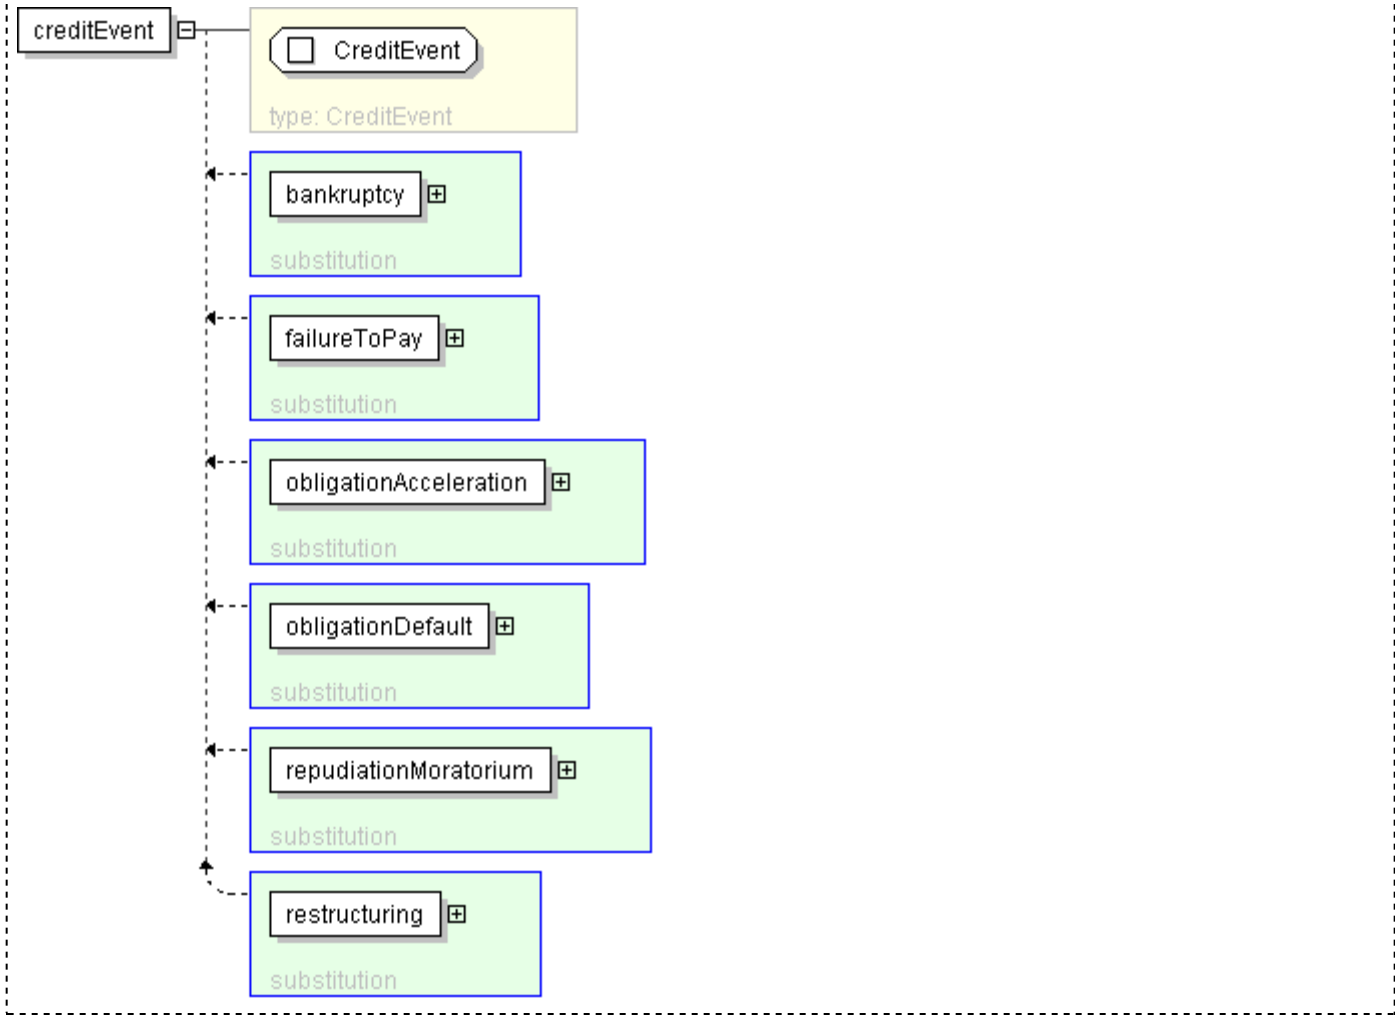 creditEvent
CreditEvent
type: CreditEvent
bankruptcy
substitution
failureToPay
substitution
obligationAcceleration
substitution
obligationDefault
substitution
repudiationMoratorium
substitution
restructuring
substitution